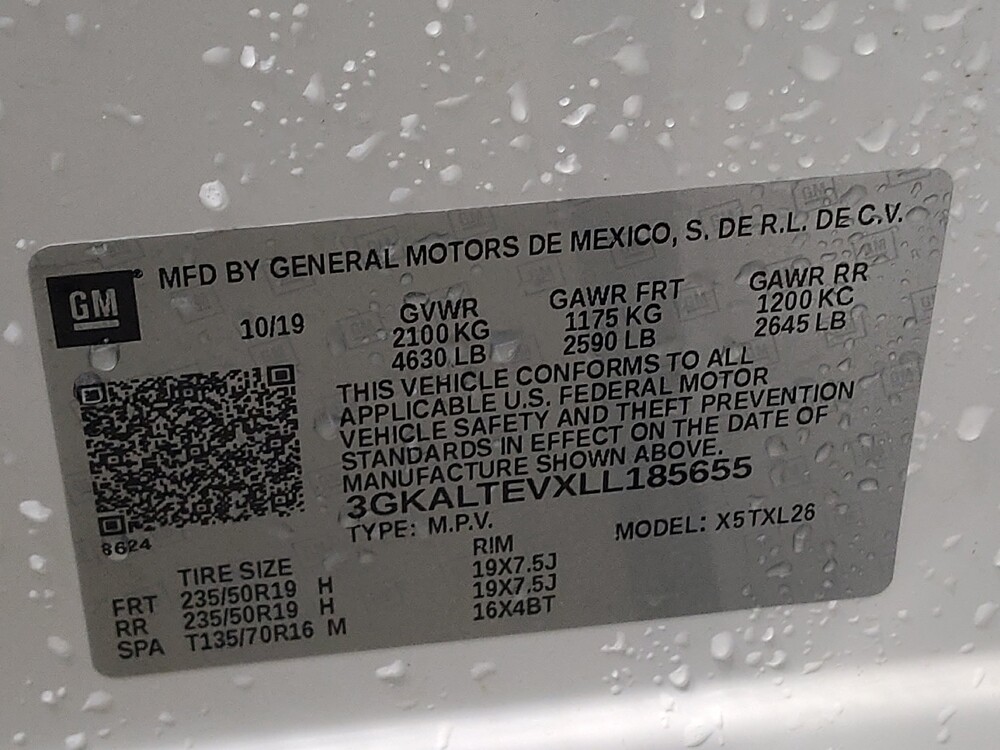 GM
MFD BY GENERAL MOTORS DE MEXICO, S. DE R.L. DE C.V.
10/19
GVWR GAWR FRT GAWR RR
2100 KG 1175 KG 1200 KC
4630 LB 2590 LB 2645 LB
THIS VEHICLE CONFORMS TO ALL
APPLICABLE U.S. FEDERAL MOTOR
VEHICLE SAFETY AND THEFT PREVENTION
STANDARDS IN EFFECT ON THE DATE OF
MANUFACTURE SHOWN ABOVE.
3GKALTEVXLL185655
TYPE: M.P.V. MODEL: X5TXL26
8624
TIRE SIZE RIM
FRT 235/50R19 H 19X7.5J
RR 235/50R19 H 19X7.5J
SPA T135/70R16 M 16X4BT